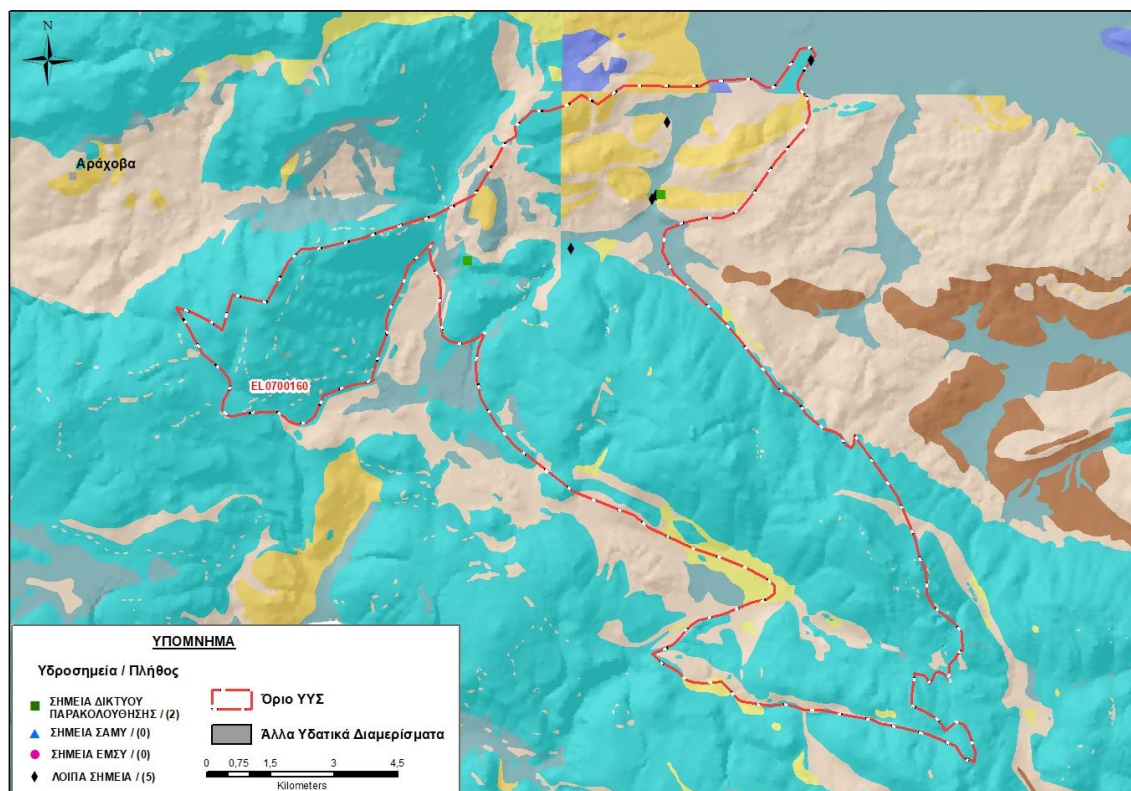 N
Αράχοβα
EL0700160
ΥΠΟΜΝΗΜΑ
Υδροσημεία / Πλήθος
ΣΗΜΕΙΑ ΔΙΚΤΥΟΥ
ΠΑΡΑΚΟΛΟΥΘΗΣΗΣ / (2)
ΣΗΜΕΙΑ ΣΑΜΥ / (0)
ΣΗΜΕΙΑ ΕΜΣΥ / (0)
ΛΟΙΠΑ ΣΗΜΕΙΑ / (5)
Όριο ΥΥΣ
Άλλα Υδατικά Διαμερίσματα
0 0,75 1,5 3 4,5
Kilometers